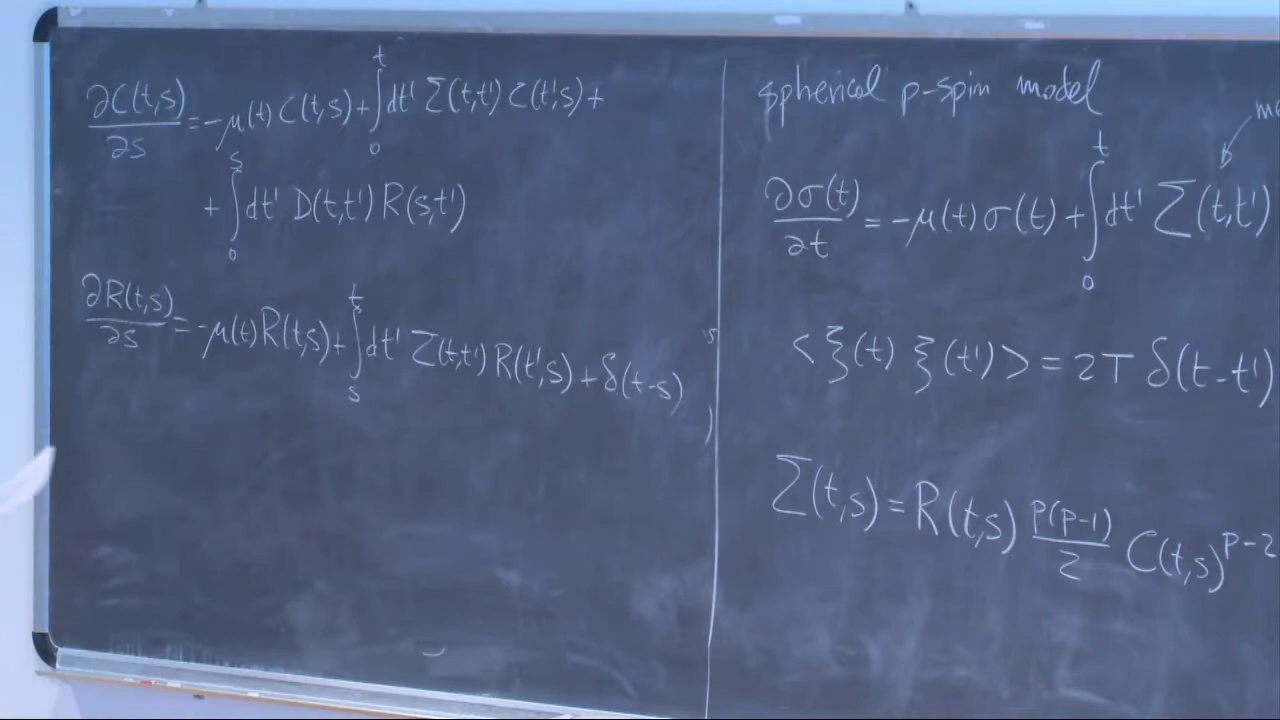 ∂C(t,s)/∂s = -μ(t) C(t,s) + ∫₀ᵗ dt' Σ(t,t') C(t',s) +
+ ∫₀ˢ dt' D(t,t') R(s,t')
∂R(t,s)/∂s = -μ(t) R(t,s) + ∫ₛᵗ dt' Σ(t,t') R(t',s) + δ(t-s)
spherical p-spin model
∂σ(t)/∂t = -μ(t) σ(t) + ∫₀ᵗ dt' Σ(t,t')
<ξ(t) ξ(t')> = 2T δ(t-t')
Σ(t,s) = R(t,s) p(p-1)/2 C(t,s)^{p-2}